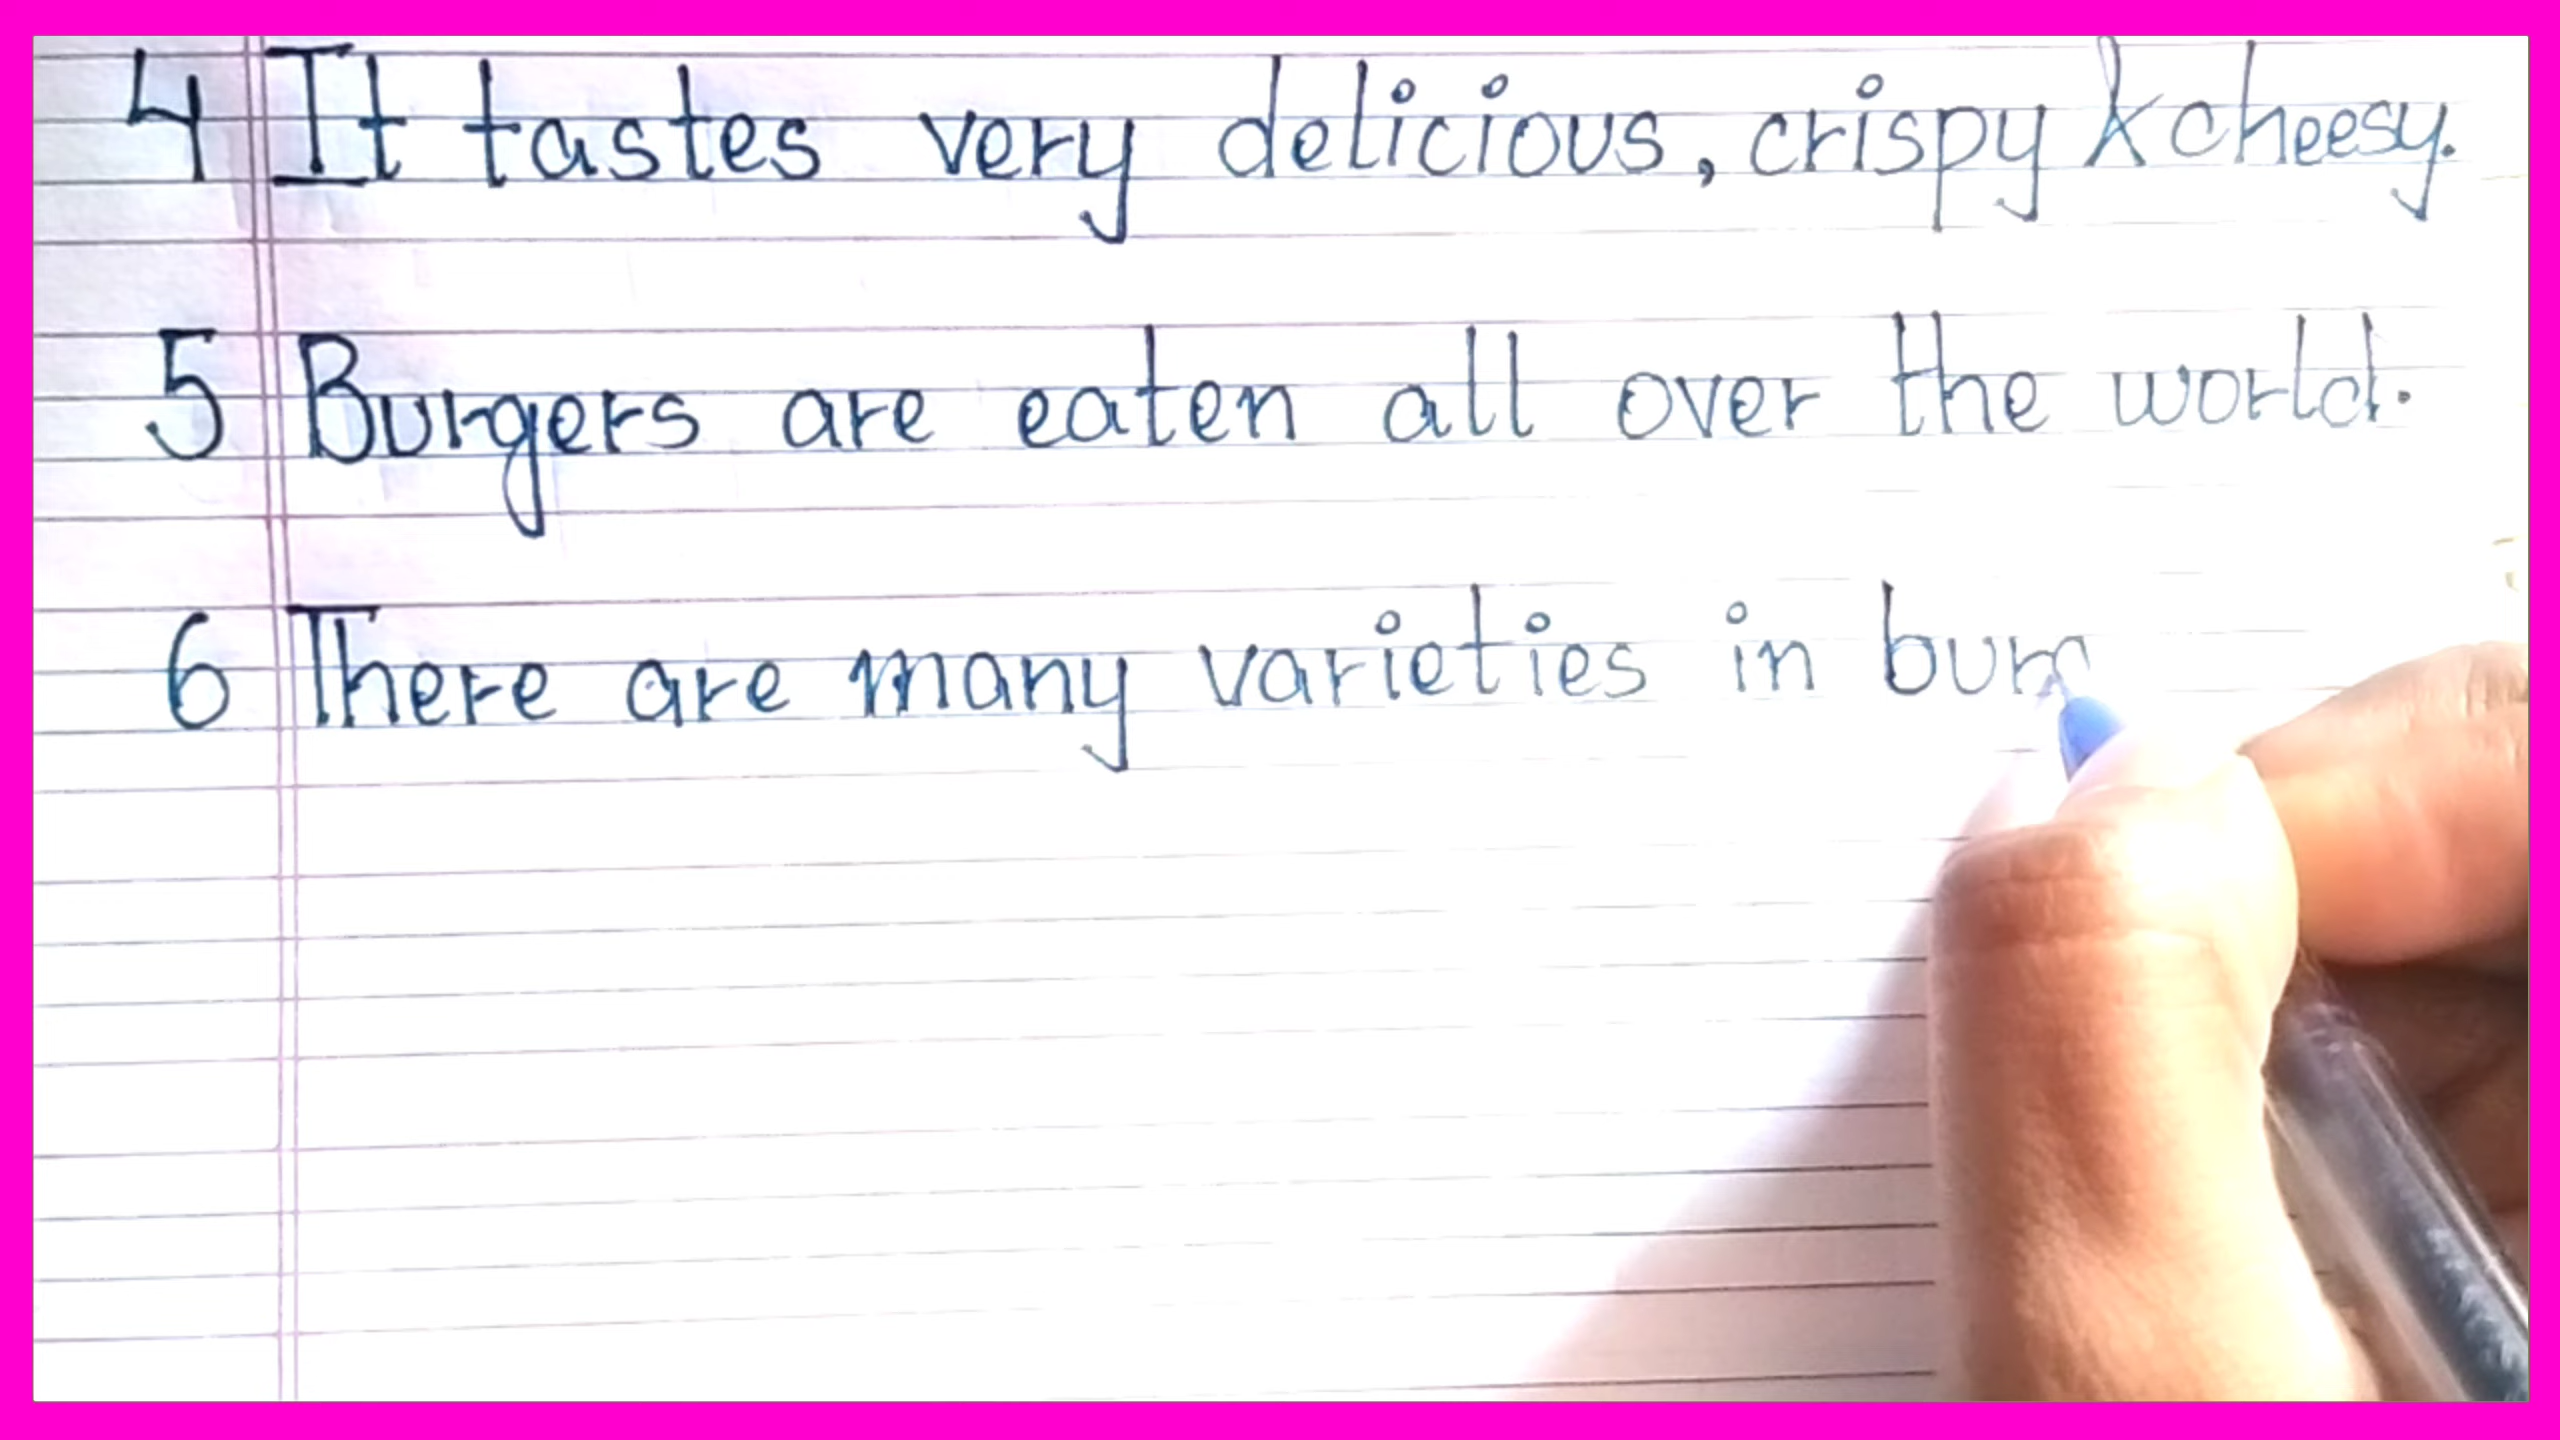 4 It tastes very delicious, crispy & cheesy.
5 Burgers are eaten all over the world.
6 There are many varieties in bur